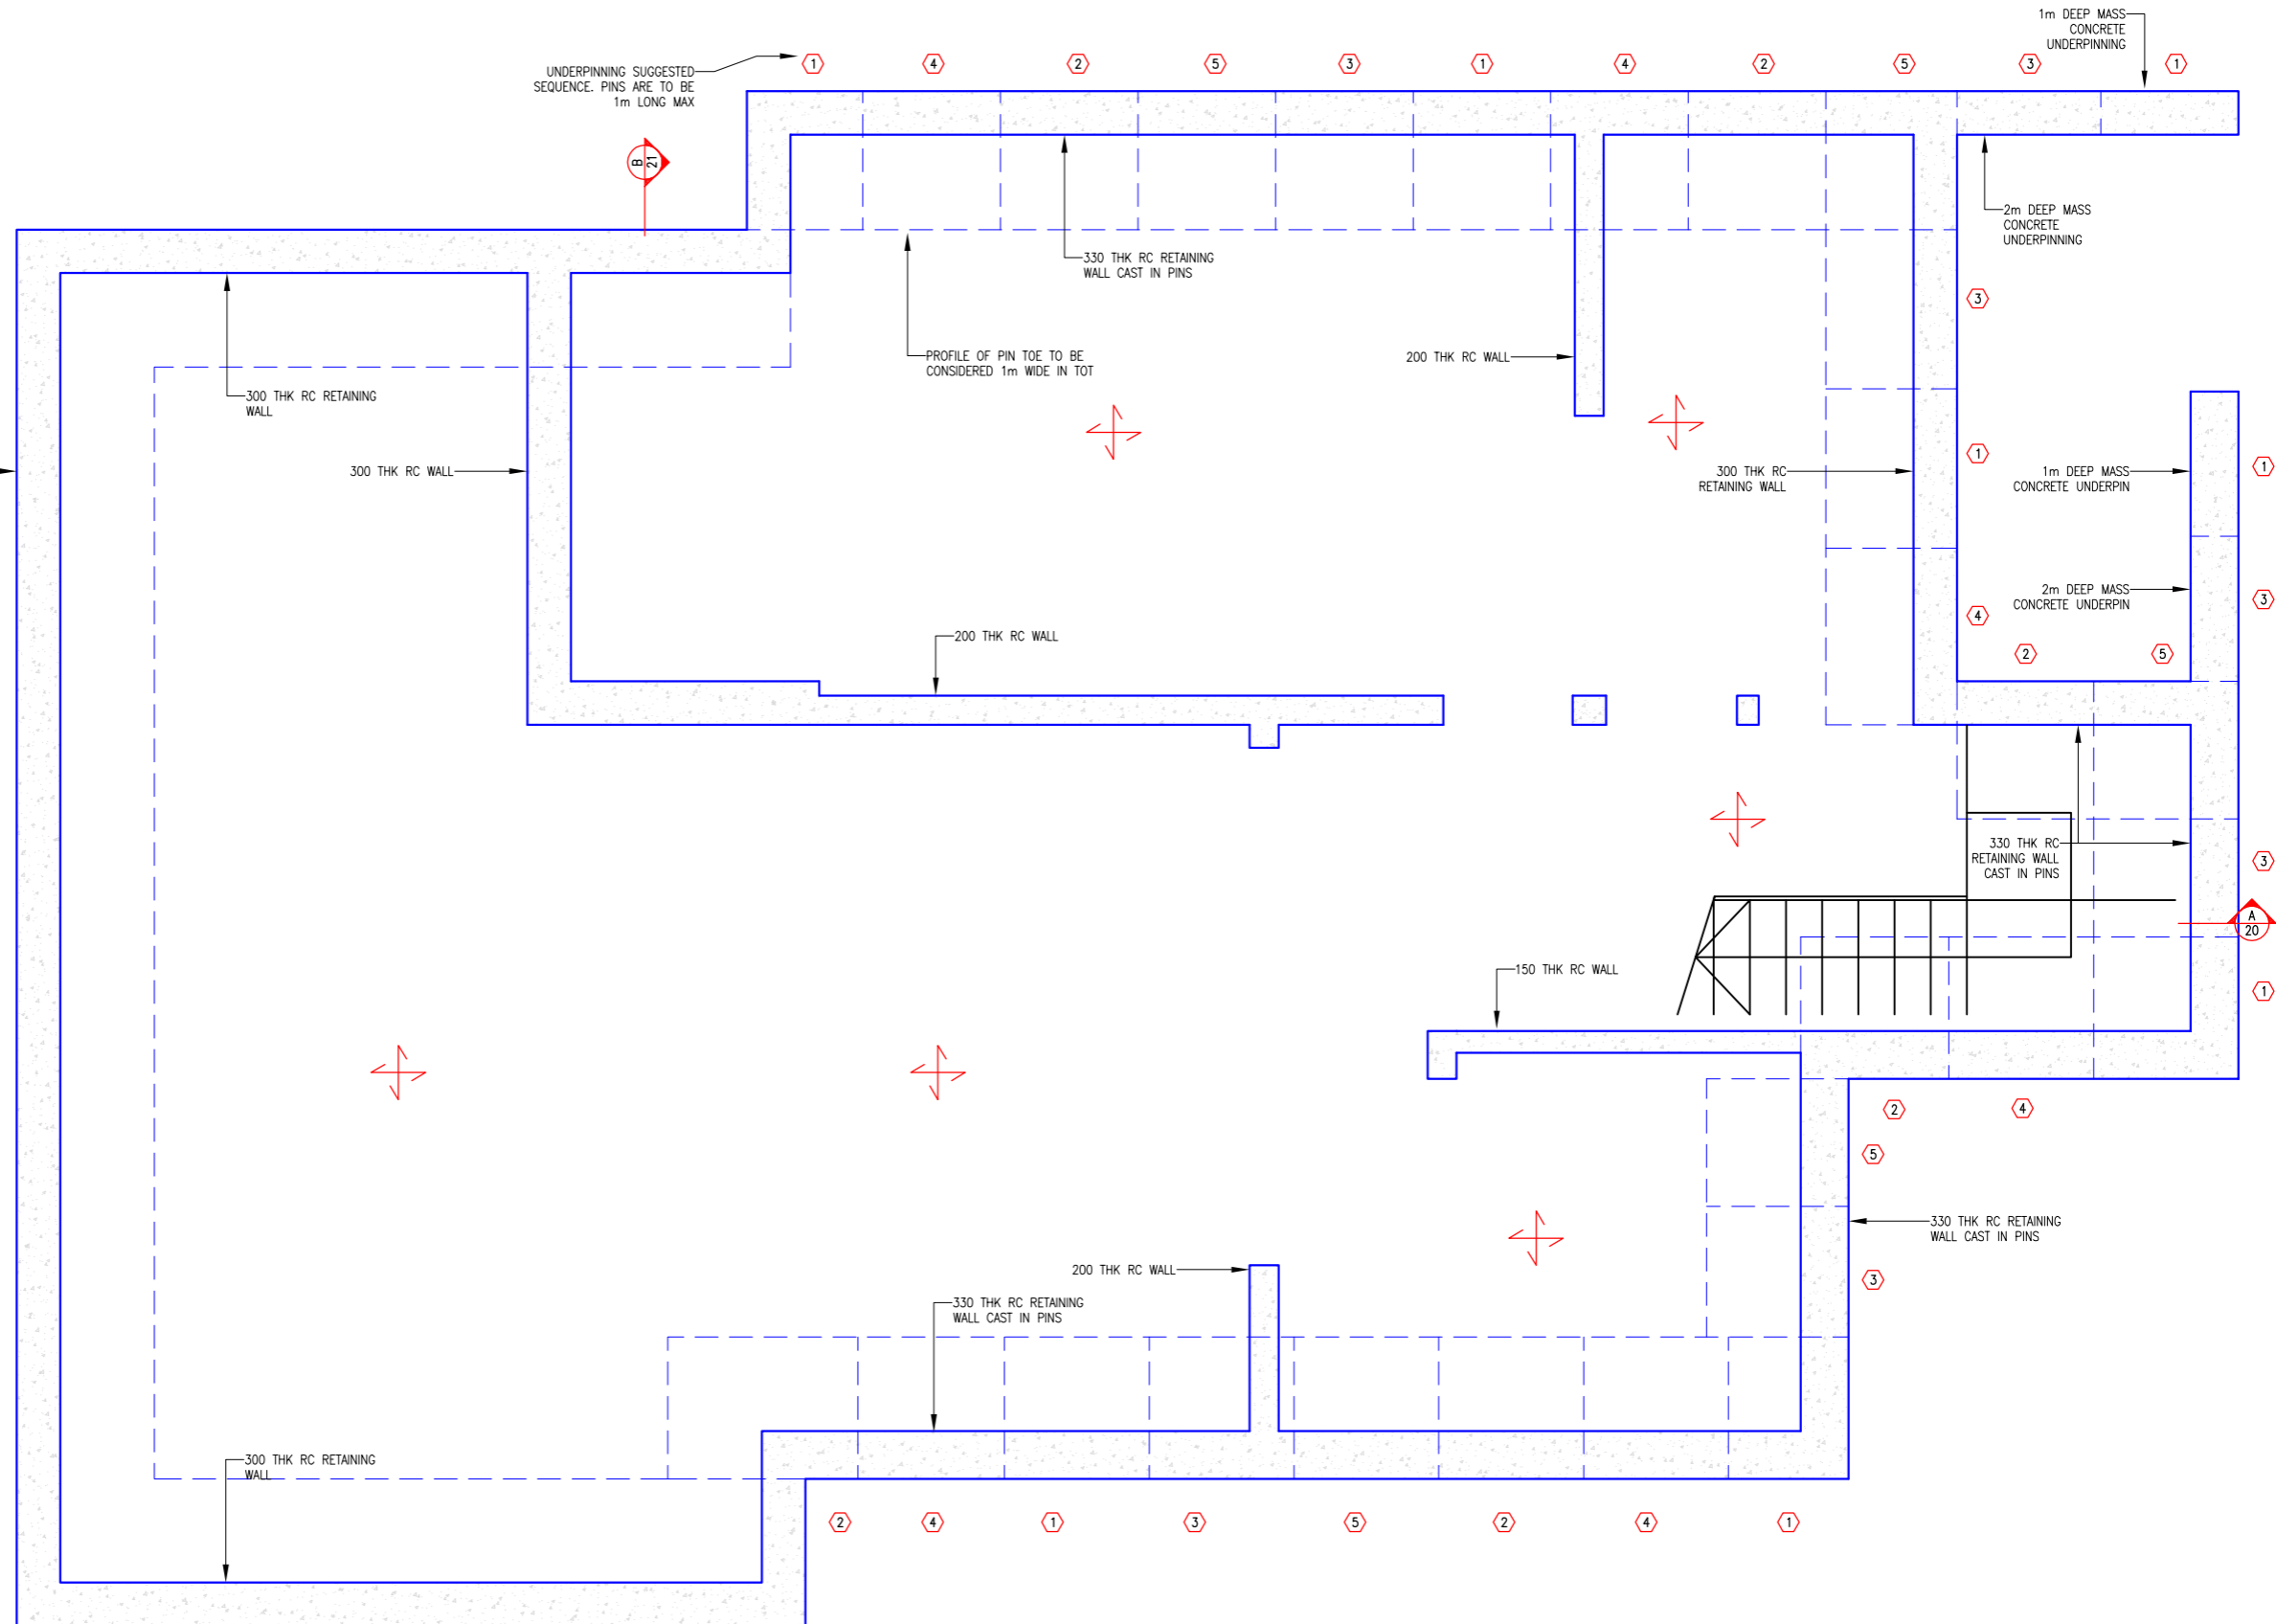 1m DEEP MASS
CONCRETE
UNDERPINNING
UNDERPINNING SUGGESTED
SEQUENCE. PINS ARE TO BE
1m LONG MAX
1
4
2
5
3
1
4
2
5
3
1
B
21
2m DEEP MASS
CONCRETE
UNDERPINNING
330 THK RC RETAINING
WALL CAST IN PINS
3
PROFILE OF PIN TOE TO BE
CONSIDERED 1m WIDE IN TOT
200 THK RC WALL
300 THK RC RETAINING
WALL
300 THK RC WALL
300 THK RC
RETAINING WALL
1
1m DEEP MASS
CONCRETE UNDERPIN
1
2m DEEP MASS
CONCRETE UNDERPIN
3
4
200 THK RC WALL
2
5
330 THK RC
RETAINING WALL
CAST IN PINS
3
A
20
150 THK RC WALL
1
2
4
5
330 THK RC RETAINING
WALL CAST IN PINS
200 THK RC WALL
3
330 THK RC RETAINING
WALL CAST IN PINS
300 THK RC RETAINING
WALL
2
4
1
3
5
2
4
1